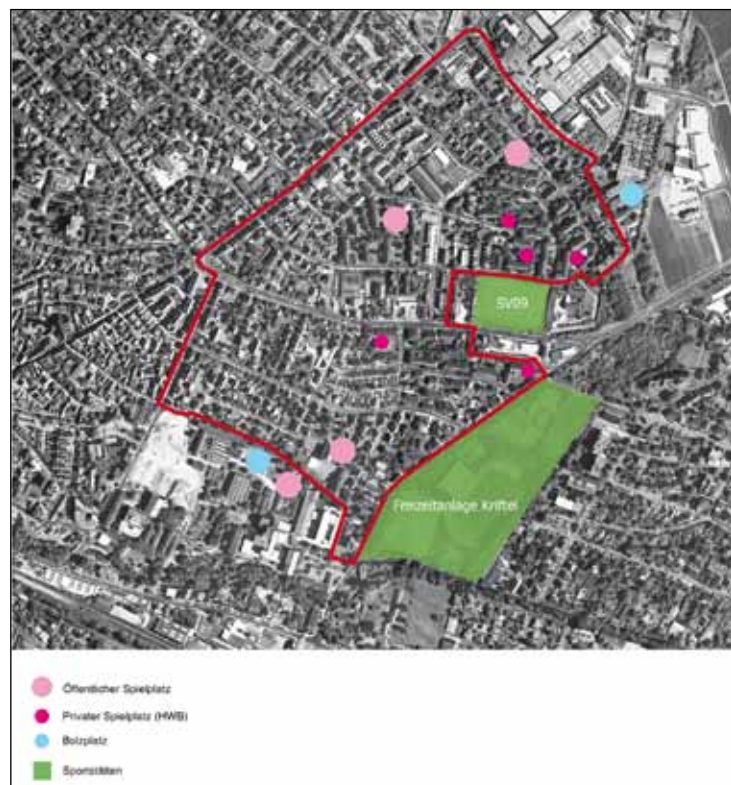 SV09
Freizeitanlage Kriftel
Öffentlicher Spielplatz
Privater Spielplatz (HWB)
Bolzplatz
Sportstätten